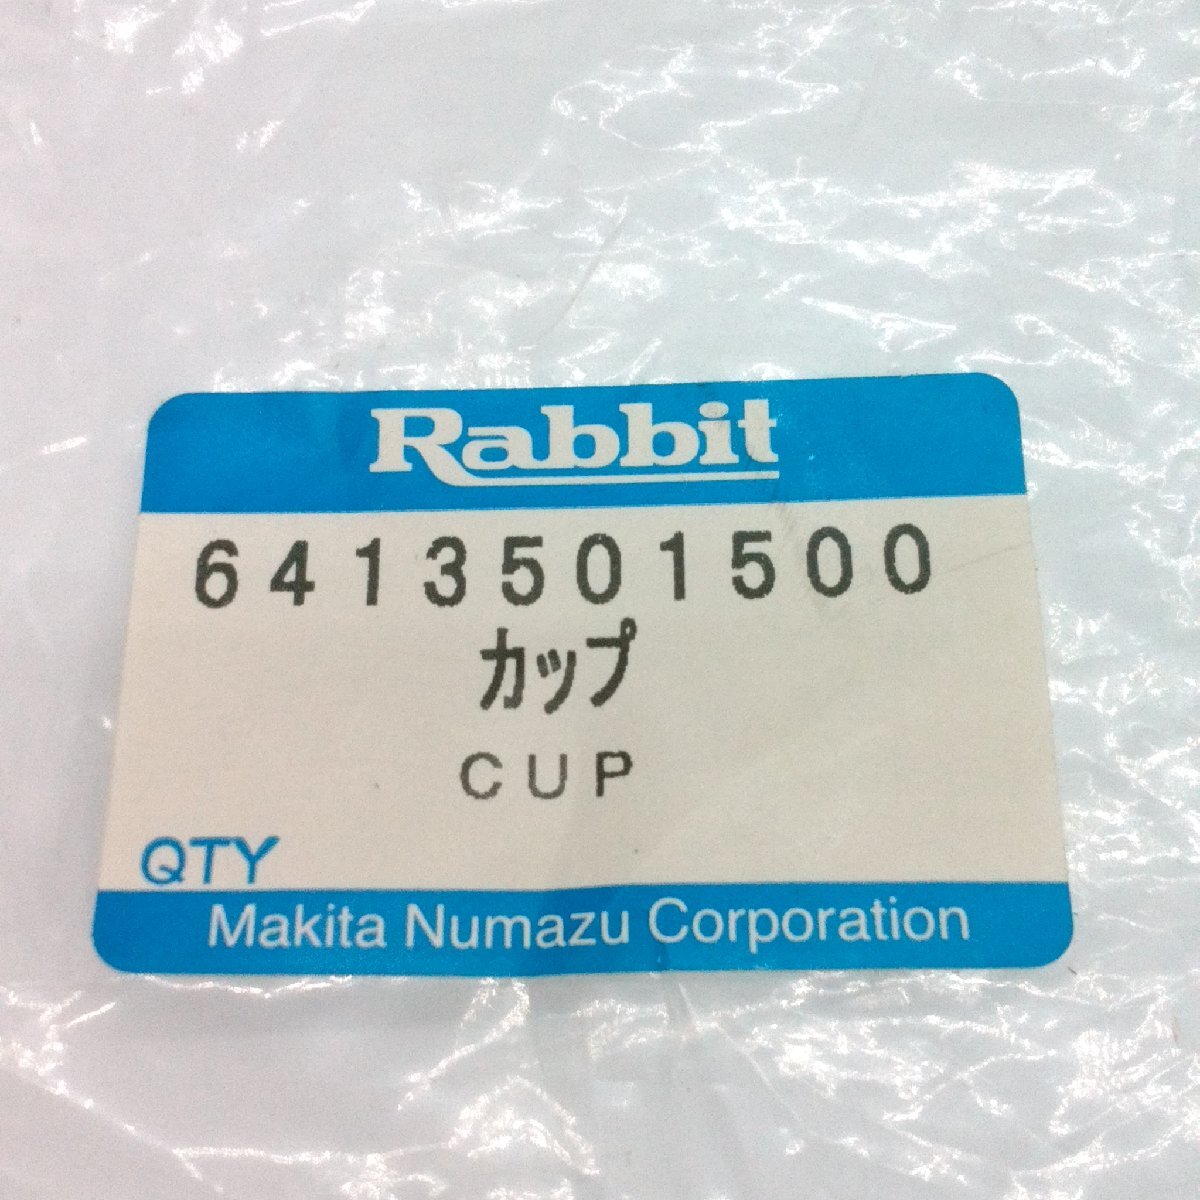 Rabbit
6413501500
カップ
CUP
QTY
Makita Numazu Corporation